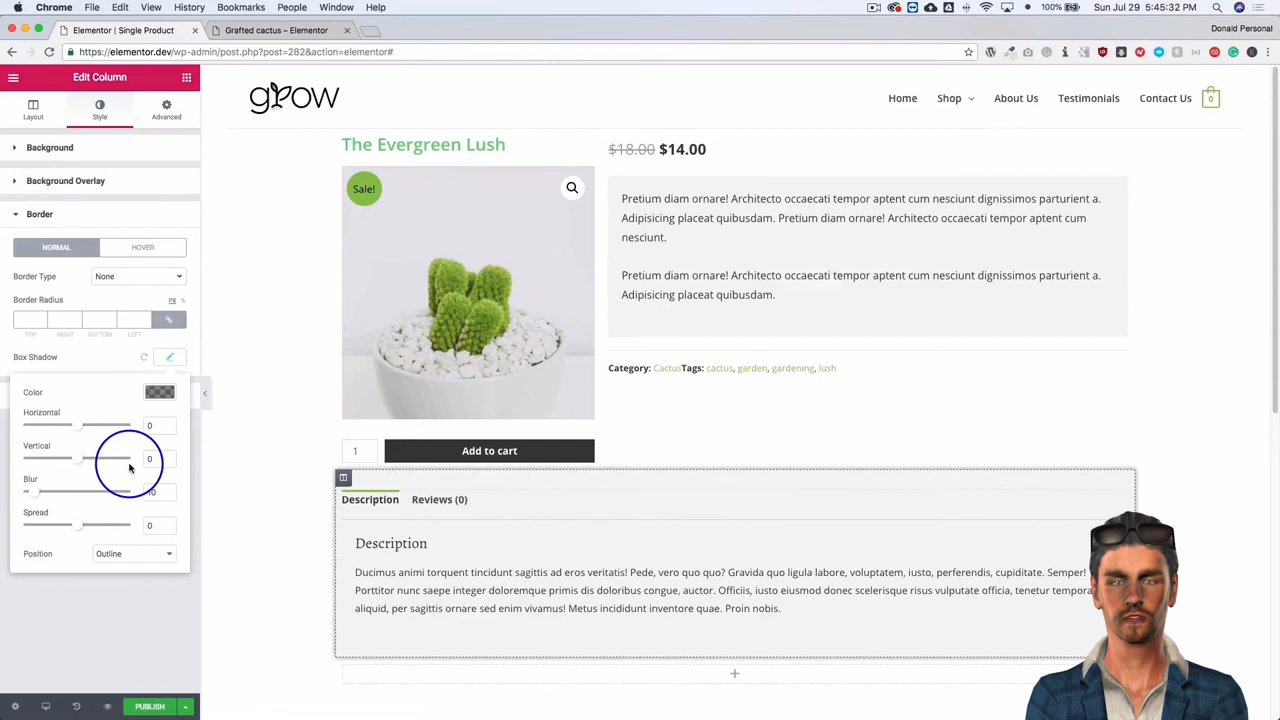 Chrome File Edit View History Bookmarks People Window Help 100% Sun Jul 29 5:45:32 PM
Elementor | Single Product Grafted cactus – Elementor Donald Personal
https://elementor.dev/wp-admin/post.php?post=282&action=elementor#
Edit Column
Layout Style Advanced
Background
Background Overlay
Border
NORMAL HOVER
Border Type None
Border Radius PX %
TOP RIGHT BOTTOM LEFT
Box Shadow
Color
Horizontal
0
Vertical
0
Blur
10
Spread
0
Position Outline
PUBLISH
grow
Home Shop About Us Testimonials Contact Us 0
The Evergreen Lush
Sale!
$18.00 $14.00
Pretium diam ornare! Architecto occaecati tempor aptent cum nesciunt dignissimos parturient a.
Adipisicing placeat quibusdam. Pretium diam ornare! Architecto occaecati tempor aptent cum
nesciunt.
Pretium diam ornare! Architecto occaecati tempor aptent cum nesciunt dignissimos parturient a.
Adipisicing placeat quibusdam.
Category: CactusTags: cactus, garden, gardening, lush
1 Add to cart
Description Reviews (0)
Description
Ducimus animi torquent tincidunt sagittis ad eros veritatis! Pede, vero quo quo? Gravida quo ligula labore, voluptatem, iusto, perferendis, cupiditate. Semper!
Porttitor nunc saepe integer doloremque primis dis doloribus congue, auctor. Officiis, iusto eiusmod donec scelerisque risus vulputate officia, tenetur
aliquid, per sagittis ornare sed enim vivamus! Metus incididunt inventore quae. Proin nobis.